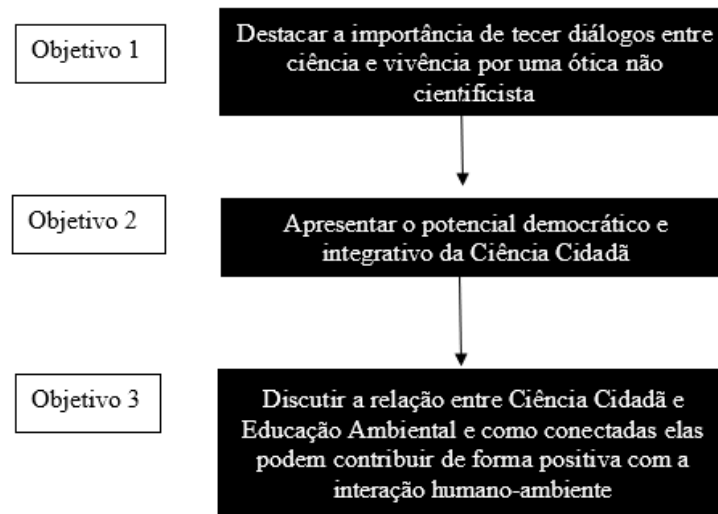 Objetivo 1
Destacar a importância de tecer diálogos entre
ciência e vivência por uma ótica não
cientificista
Objetivo 2
Apresentar o potencial democrático e
integrativo da Ciência Cidadã
Objetivo 3
Discutir a relação entre Ciência Cidadã e
Educação Ambiental e como conectadas elas
podem contribuir de forma positiva com a
interação humano-ambiente